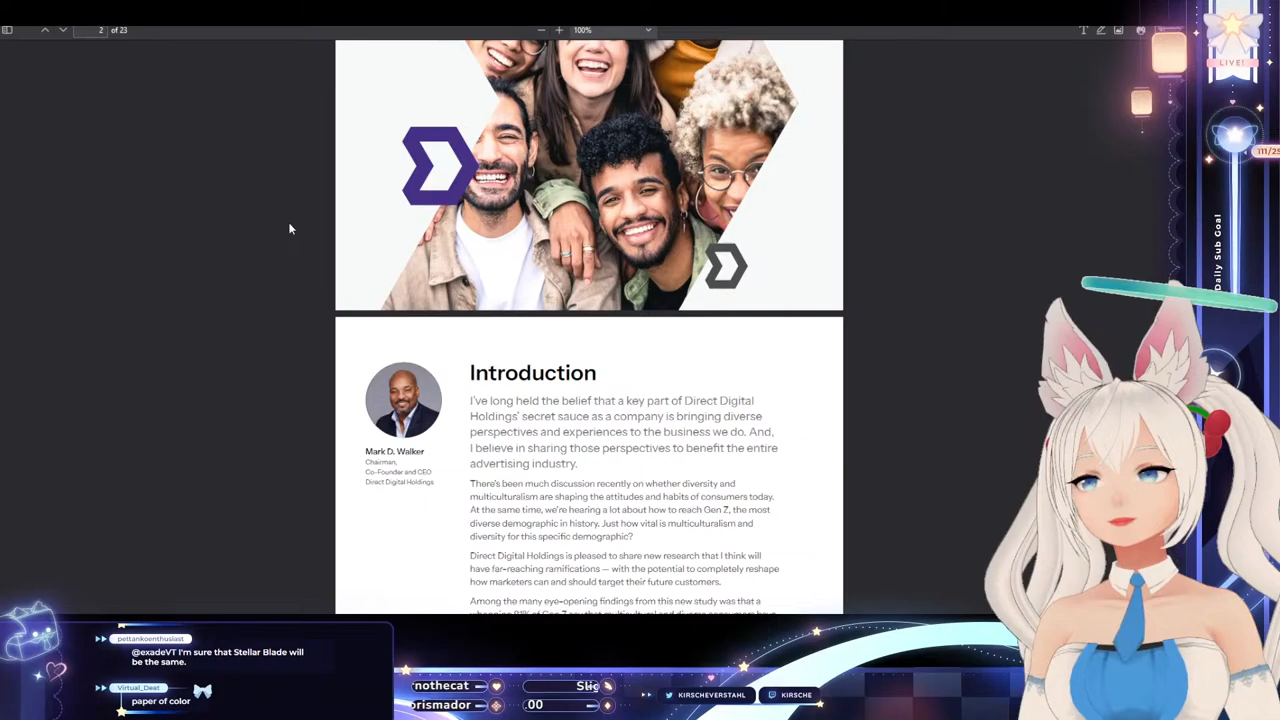 2 of 23
100%
LIVE!
111/25
Daily Sub Goal
Introduction
I've long held the belief that a key part of Direct Digital
Holdings' secret sauce as a company is bringing diverse
perspectives and experiences to the business we do. And,
I believe in sharing those perspectives to benefit the entire
advertising industry.
Mark D. Walker
Chairman,
Co-Founder and CEO
Direct Digital Holdings
There's been much discussion recently on whether diversity and
multiculturalism are shaping the attitudes and habits of consumers today.
At the same time, we're hearing a lot about how to reach Gen Z, the most
diverse demographic in history. Just how vital is multiculturalism and
diversity for this specific demographic?
Direct Digital Holdings is pleased to share new research that I think will
have far-reaching ramifications — with the potential to completely reshape
how marketers can and should target their future customers.
Among the many eye-opening findings from this new study was that a
pettankoenthusiast
@exadeVT I'm sure that Stellar Blade will
be the same.
Virtual_Deat
paper of color
nothecat
Slig
orismador
.00
KIRSCHEVERSTAHL
KIRSCHE